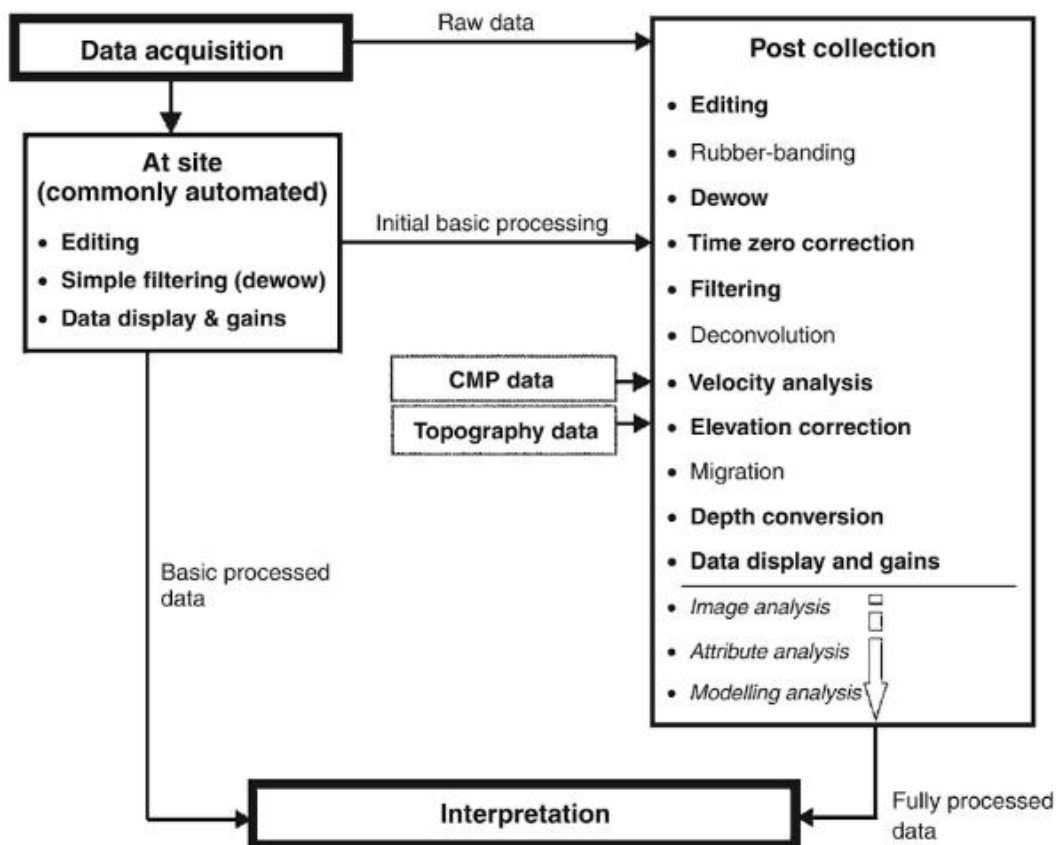 Data acquisition
Raw data
At site
(commonly automated)
• Editing
• Simple filtering (dewow)
• Data display & gains
Initial basic processing
Post collection
• Editing
• Rubber-banding
• Dewow
• Time zero correction
• Filtering
• Deconvolution
• Velocity analysis
• Elevation correction
• Migration
• Depth conversion
• Data display and gains
• Image analysis
• Attribute analysis
• Modelling analysis
CMP data
Topography data
Basic processed
data
Interpretation
Fully processed
data